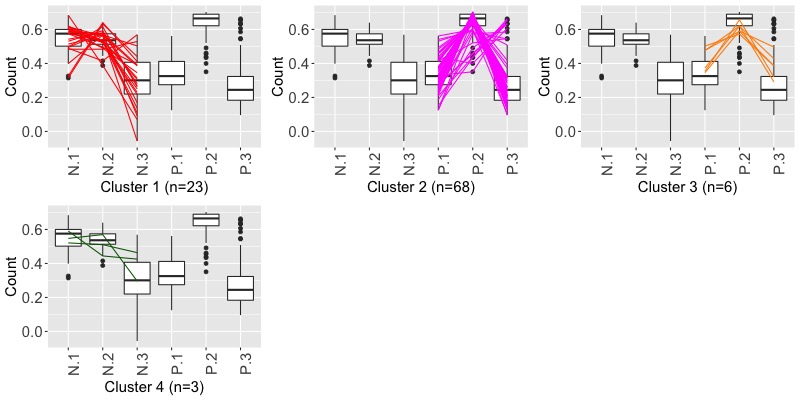 Count
0.6
0.4
0.2
0.0
N.1 N.2 N.3 P.1 P.2 P.3
Cluster 1 (n=23)
Count
0.6
0.4
0.2
0.0
N.1 N.2 N.3 P.1 P.2 P.3
Cluster 2 (n=68)
Count
0.6
0.4
0.2
0.0
N.1 N.2 N.3 P.1 P.2 P.3
Cluster 3 (n=6)
Count
0.6
0.4
0.2
0.0
N.1 N.2 N.3 P.1 P.2 P.3
Cluster 4 (n=3)